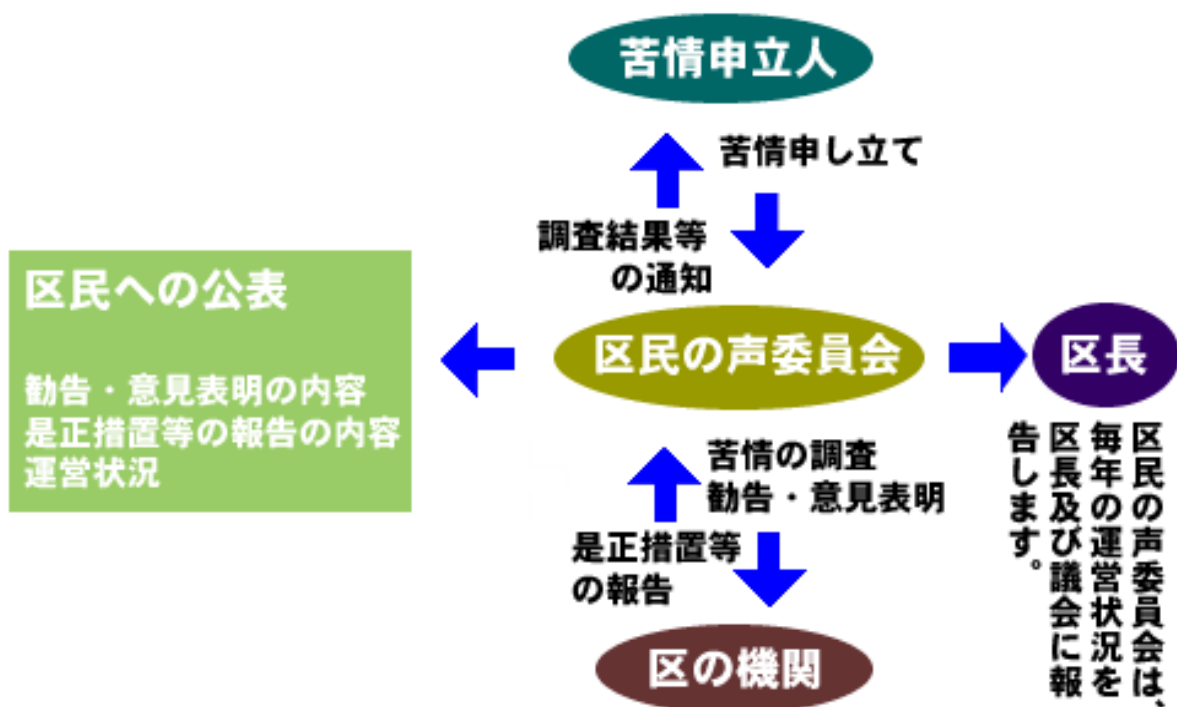 苦情申立人
苦情申し立て
調査結果等
の通知
区民への公表
勧告・意見表明の内容
是正措置等の報告の内容
運営状況
区民の声委員会
区長
区民の声委員会は、
毎年の運営状況を
区長及び議会に報
告します。
苦情の調査
勧告・意見表明
是正措置等
の報告
区の機関